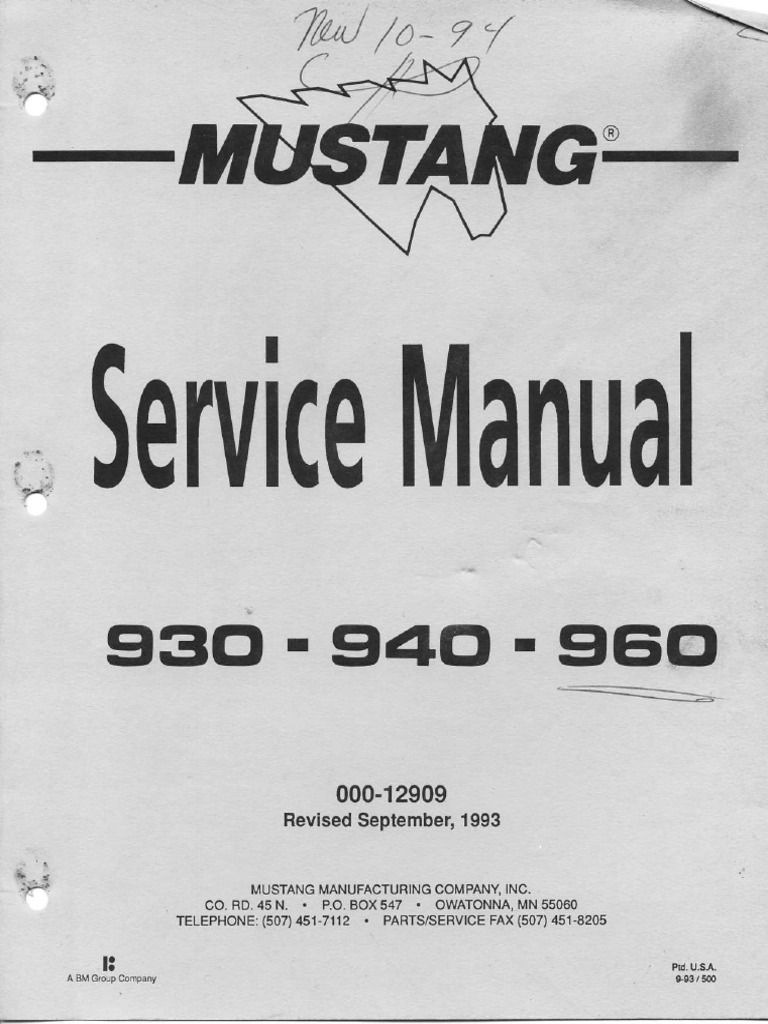 New 10-94
MUSTANG®
Service Manual
930 - 940 - 960
000-12909
Revised September, 1993
MUSTANG MANUFACTURING COMPANY, INC.
CO. RD. 45 N. • P.O. BOX 547 • OWATONNA, MN 55060
TELEPHONE: (507) 451-7112 • PARTS/SERVICE FAX (507) 451-8205
A BM Group Company
Ptd. U.S.A.
9-93 / 500